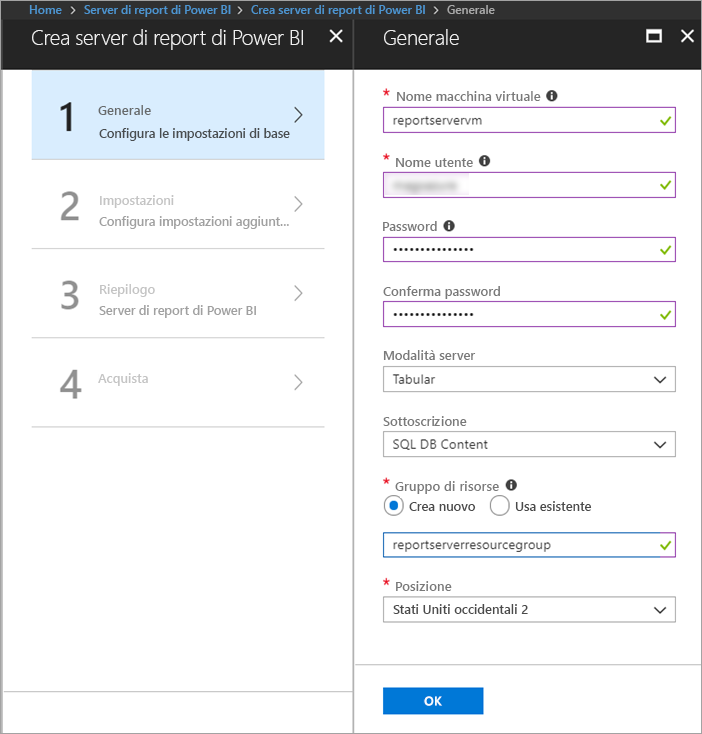 Home > Server di report di Power BI > Crea server di report di Power BI > Generale
Crea server di report di Power BI
1
Generale
Configura le impostazioni di base
2
Impostazioni
Configura impostazioni aggiunt...
3
Riepilogo
Server di report di Power BI
4
Acquista
Generale
* Nome macchina virtuale
reportservervm
* Nome utente
Password
•••••••••••••••
Conferma password
•••••••••••••••
Modalità server
Tabular
Sottoscrizione
SQL DB Content
* Gruppo di risorse
Crea nuovo Usa esistente
reportserverresourcegroup
* Posizione
Stati Uniti occidentali 2
OK